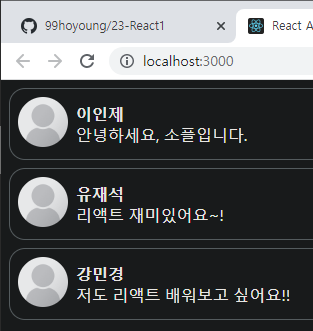 99hoyoung/23-React1
React A
localhost:3000
이인제
안녕하세요, 소플입니다.
유재석
리액트 재미있어요~!
강민경
저도 리액트 배워보고 싶어요!!